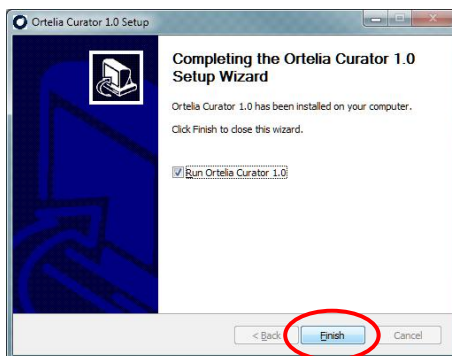 Ortelia Curator 1.0 Setup
Completing the Ortelia Curator 1.0
Setup Wizard
Ortelia Curator 1.0 has been installed on your computer.
Click Finish to close this wizard.
Run Ortelia Curator 1.0
< Back
Finish
Cancel